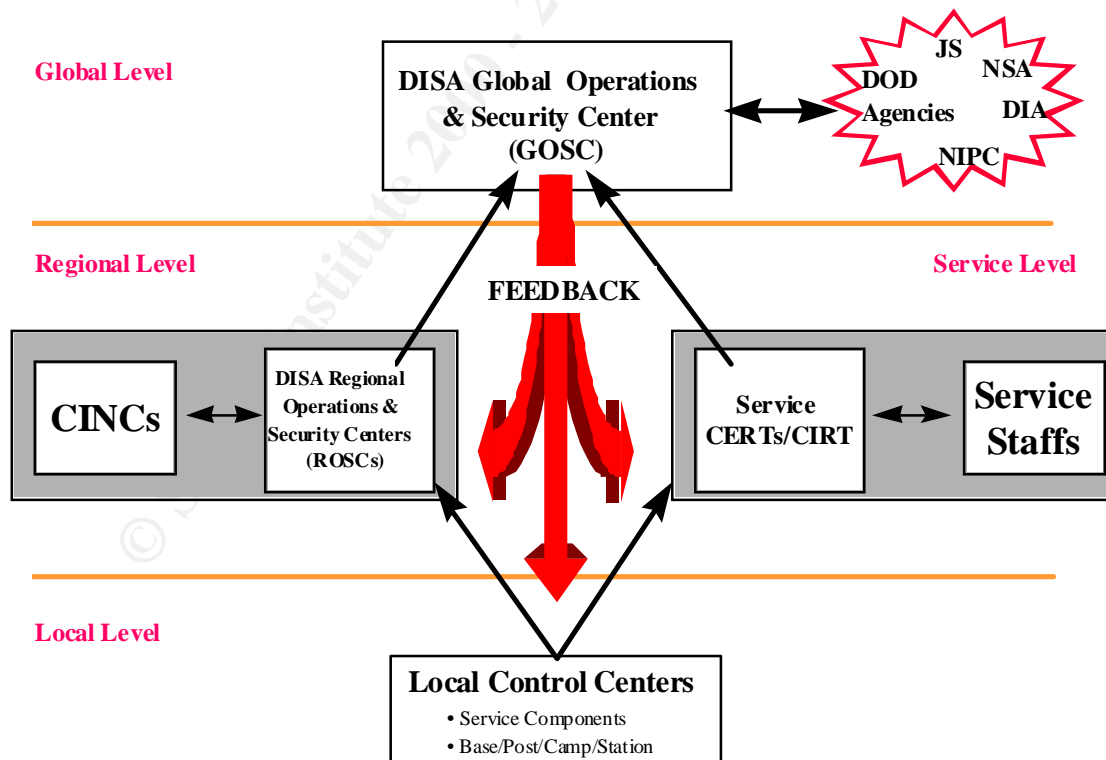 Global Level
DISA Global Operations
& Security Center
(GOSC)
JS
DOD
NSA
Agencies
DIA
NIPC
Regional Level
Service Level
FEEDBACK
CINCs
DISA Regional
Operations &
Security Centers
(ROSCs)
Service
CERTs/CIRT
Service
Staffs
Local Level
Local Control Centers
• Service Components
• Base/Post/Camp/Station